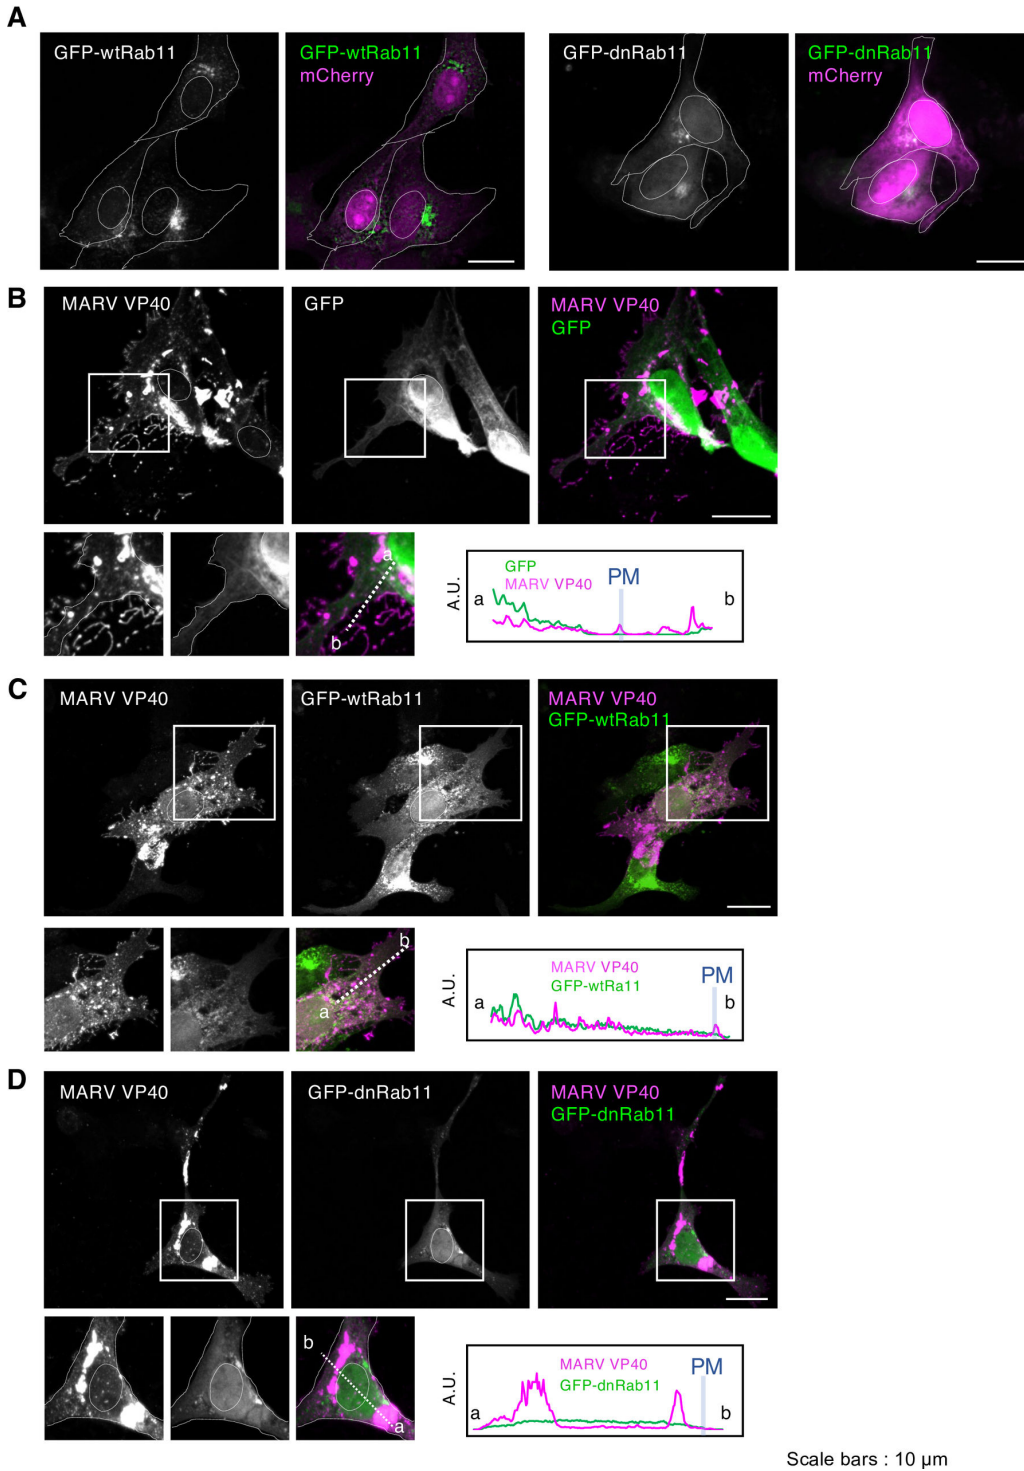 A
GFP-wtRab11
GFP-wtRab11
mCherry
GFP-dnRab11
GFP-dnRab11
mCherry
B
MARV VP40
GFP
MARV VP40
GFP
a
b
A.U.
GFP
MARV VP40
PM
a
b
C
MARV VP40
GFP-wtRab11
MARV VP40
GFP-wtRab11
b
a
A.U.
MARV VP40
GFP-wtRa11
PM
a
b
D
MARV VP40
GFP-dnRab11
MARV VP40
GFP-dnRab11
b
a
A.U.
MARV VP40
GFP-dnRab11
PM
a
b
Scale bars : 10 µm